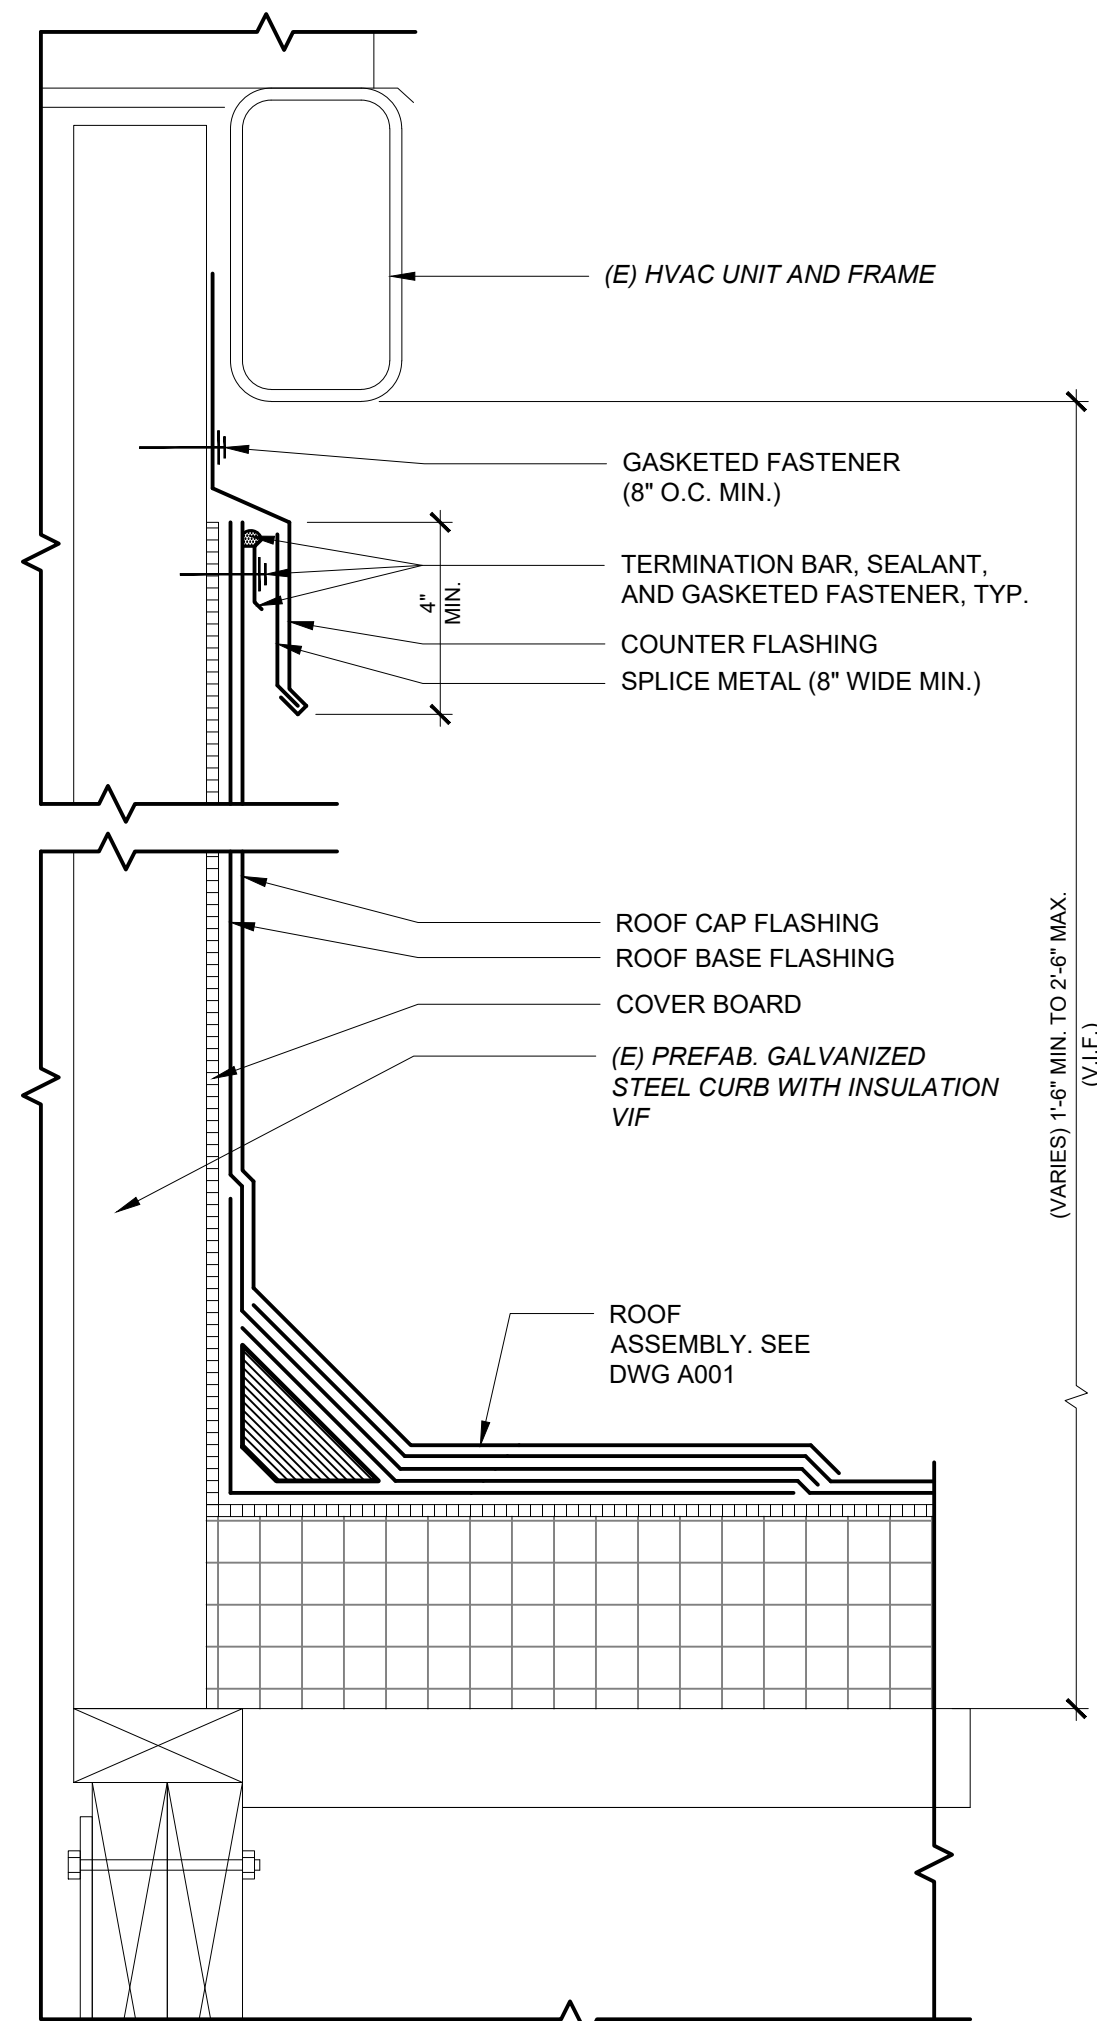 (E) HVAC UNIT AND FRAME
GASKETED FASTENER
(8" O.C. MIN.)
TERMINATION BAR, SEALANT,
AND GASKETED FASTENER, TYP.
4"
MIN.
COUNTER FLASHING
SPLICE METAL (8" WIDE MIN.)
ROOF CAP FLASHING
ROOF BASE FLASHING
COVER BOARD
(E) PREFAB. GALVANIZED
STEEL CURB WITH INSULATION
VIF
(VARIES) 1'-6" MIN. TO 2'-6" MAX.
(V.I.F.)
ROOF
ASSEMBLY. SEE
DWG A001